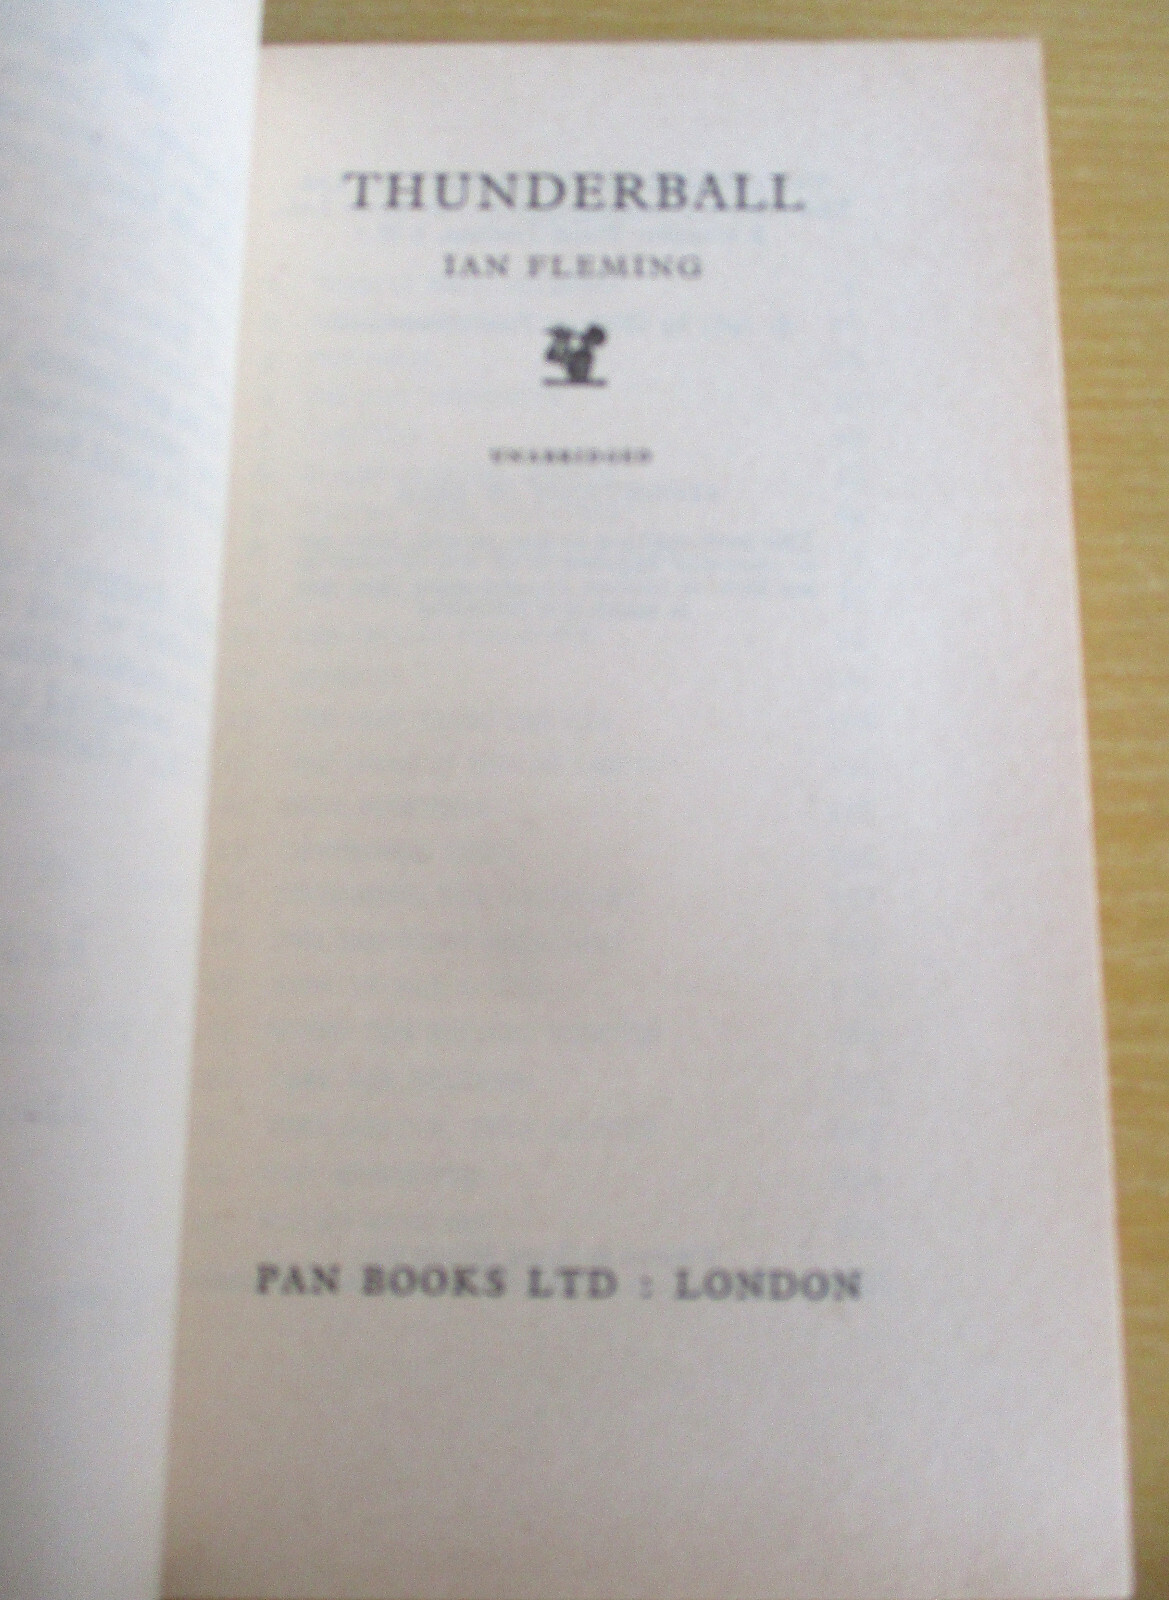 THUNDERBALL
IAN FLEMING
UNABRIDGED
PAN BOOKS LTD : LONDON